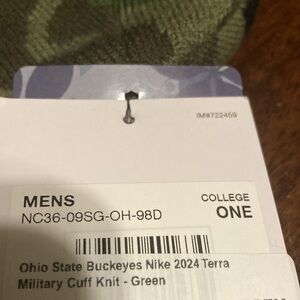 IM#722459
MENS
COLLEGE
NC36-09SG-OH-98D
ONE
Ohio State Buckeyes Nike 2024 Terra
Military Cuff Knit - Green